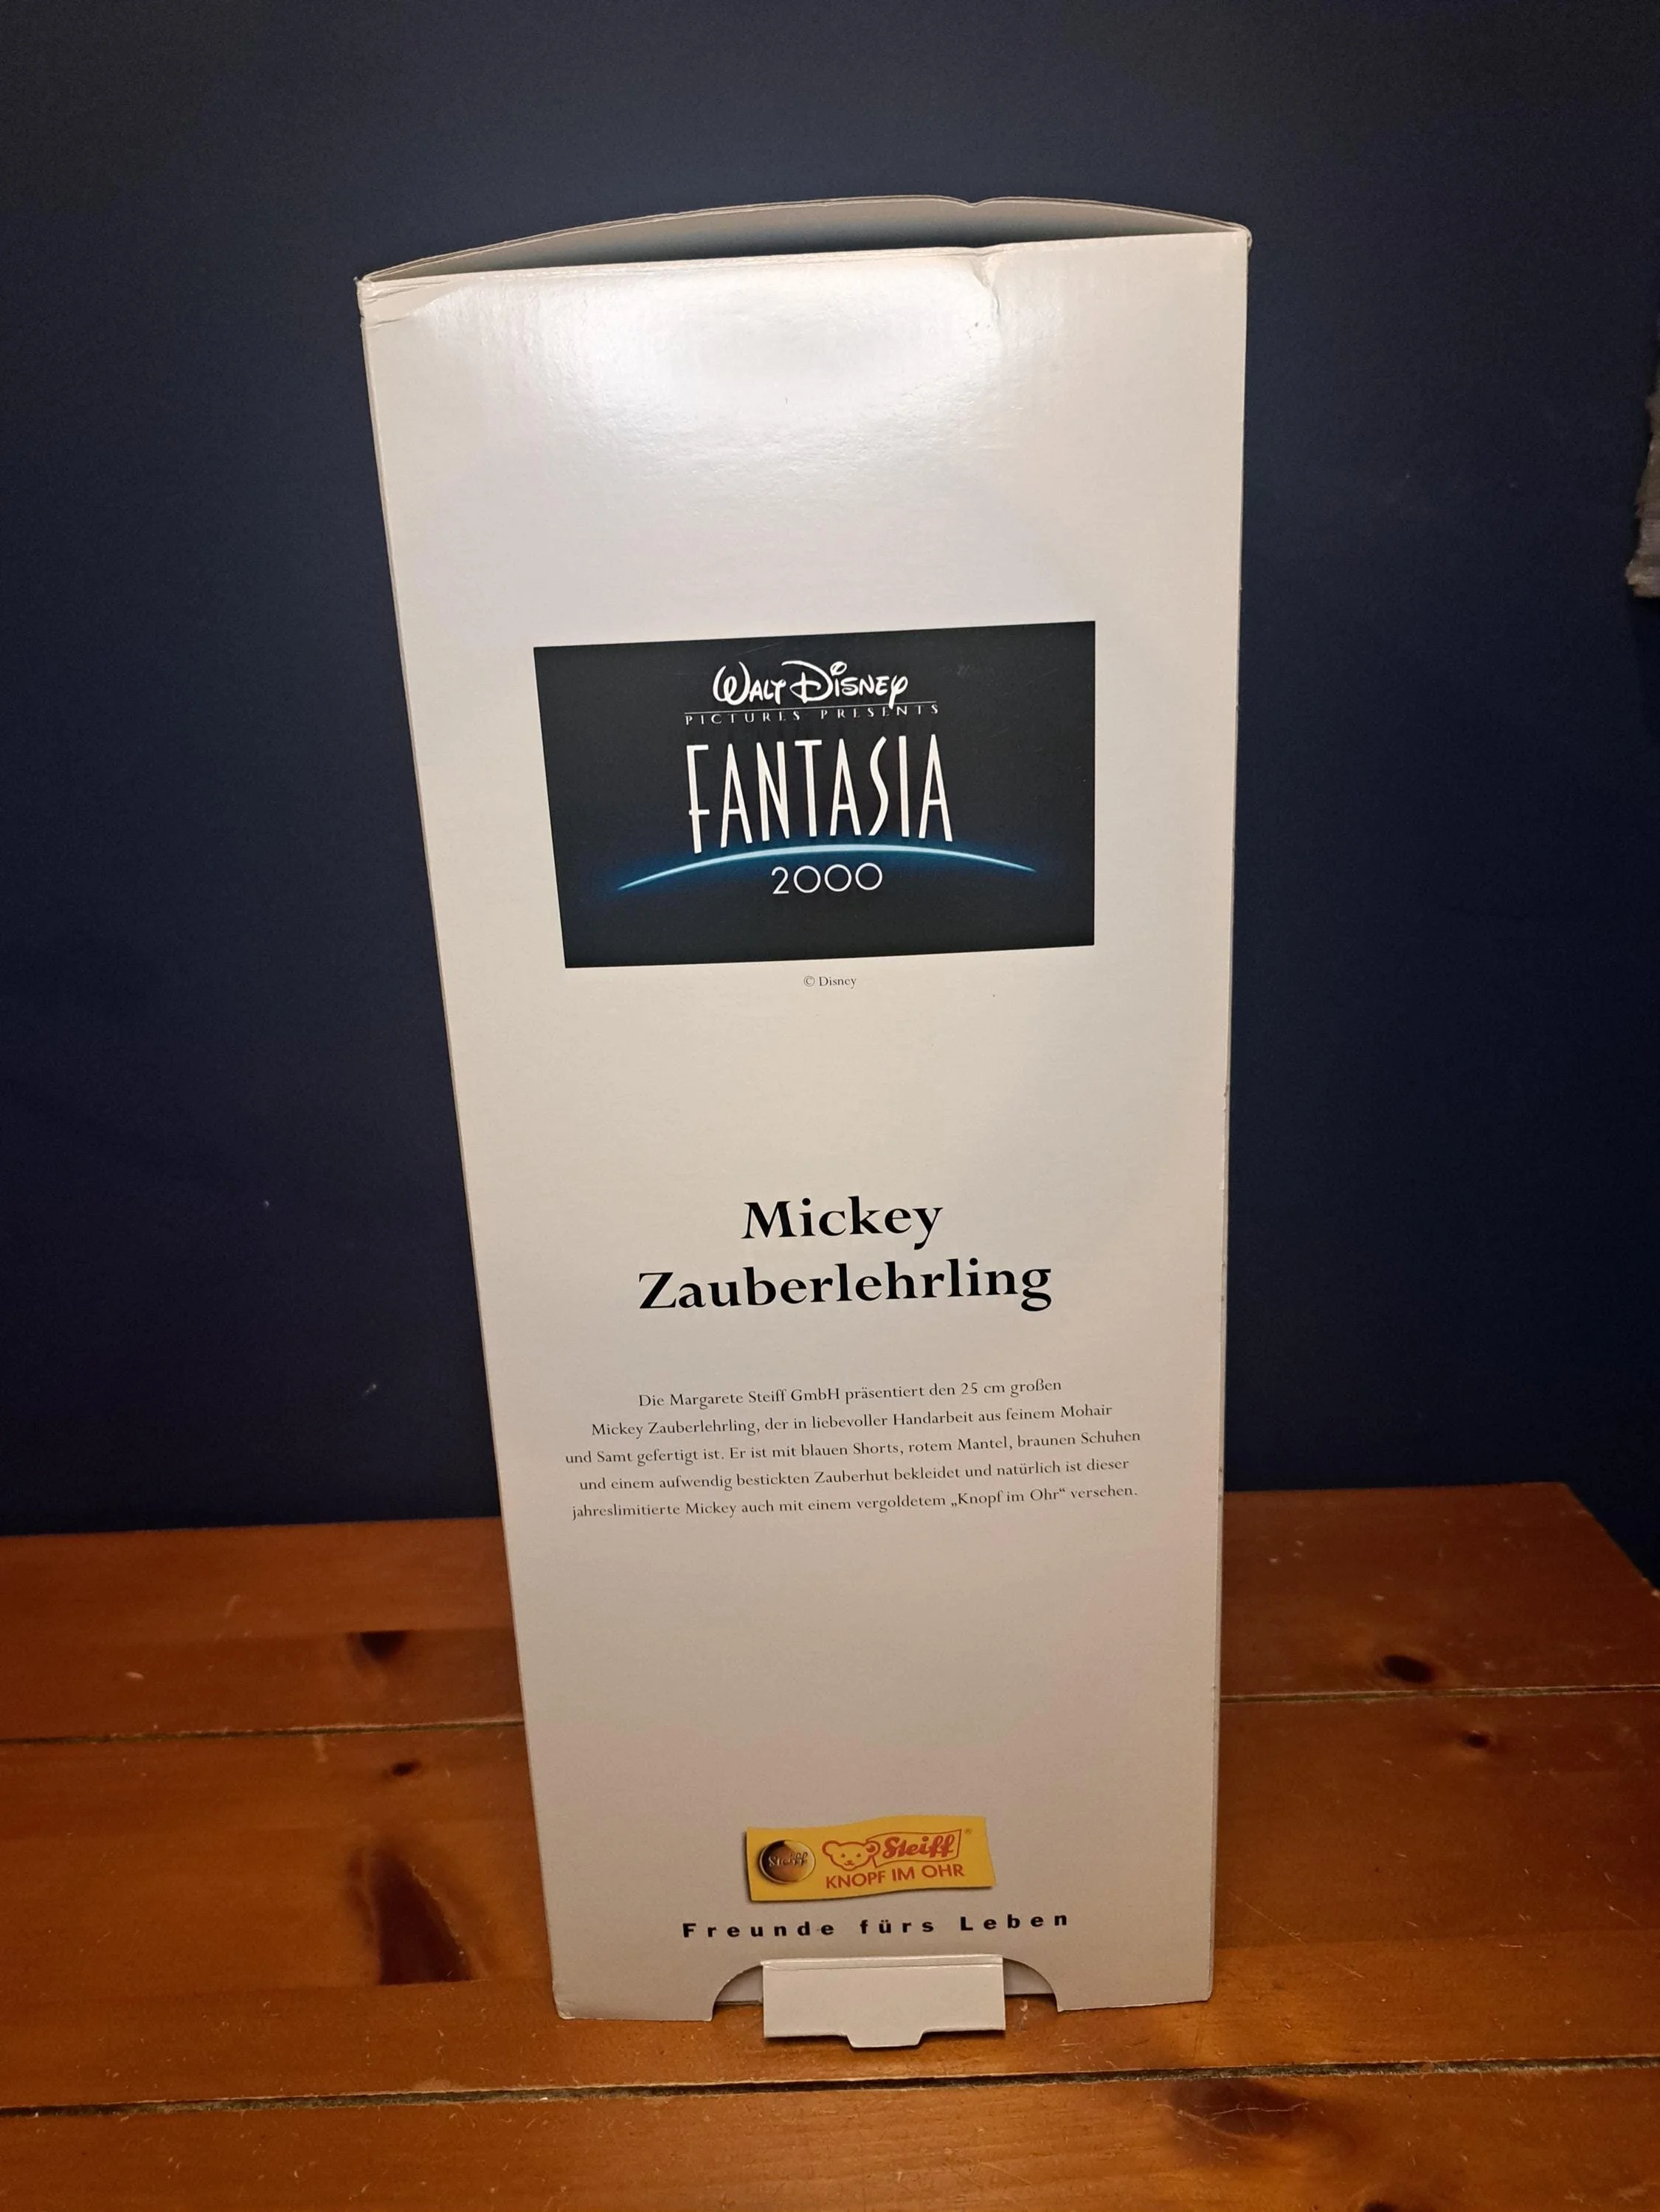 WALT DISNEY
PICTURES PRESENTS
FANTASIA
2000
© Disney
Mickey
Zauberlehrling
Die Margarete Steiff GmbH präsentiert den 25 cm großen
Mickey Zauberlehrling, der in liebevoller Handarbeit aus feinem Mohair
und Samt gefertigt ist. Er ist mit blauen Shorts, rotem Mantel, braunen Schuhen
und einem aufwendig bestickten Zauberhut bekleidet und natürlich ist dieser
jahreslimitierte Mickey auch mit einem vergoldetem „Knopf im Ohr“ versehen.
Steiff Steiff®
KNOPF IM OHR
Freunde fürs Leben